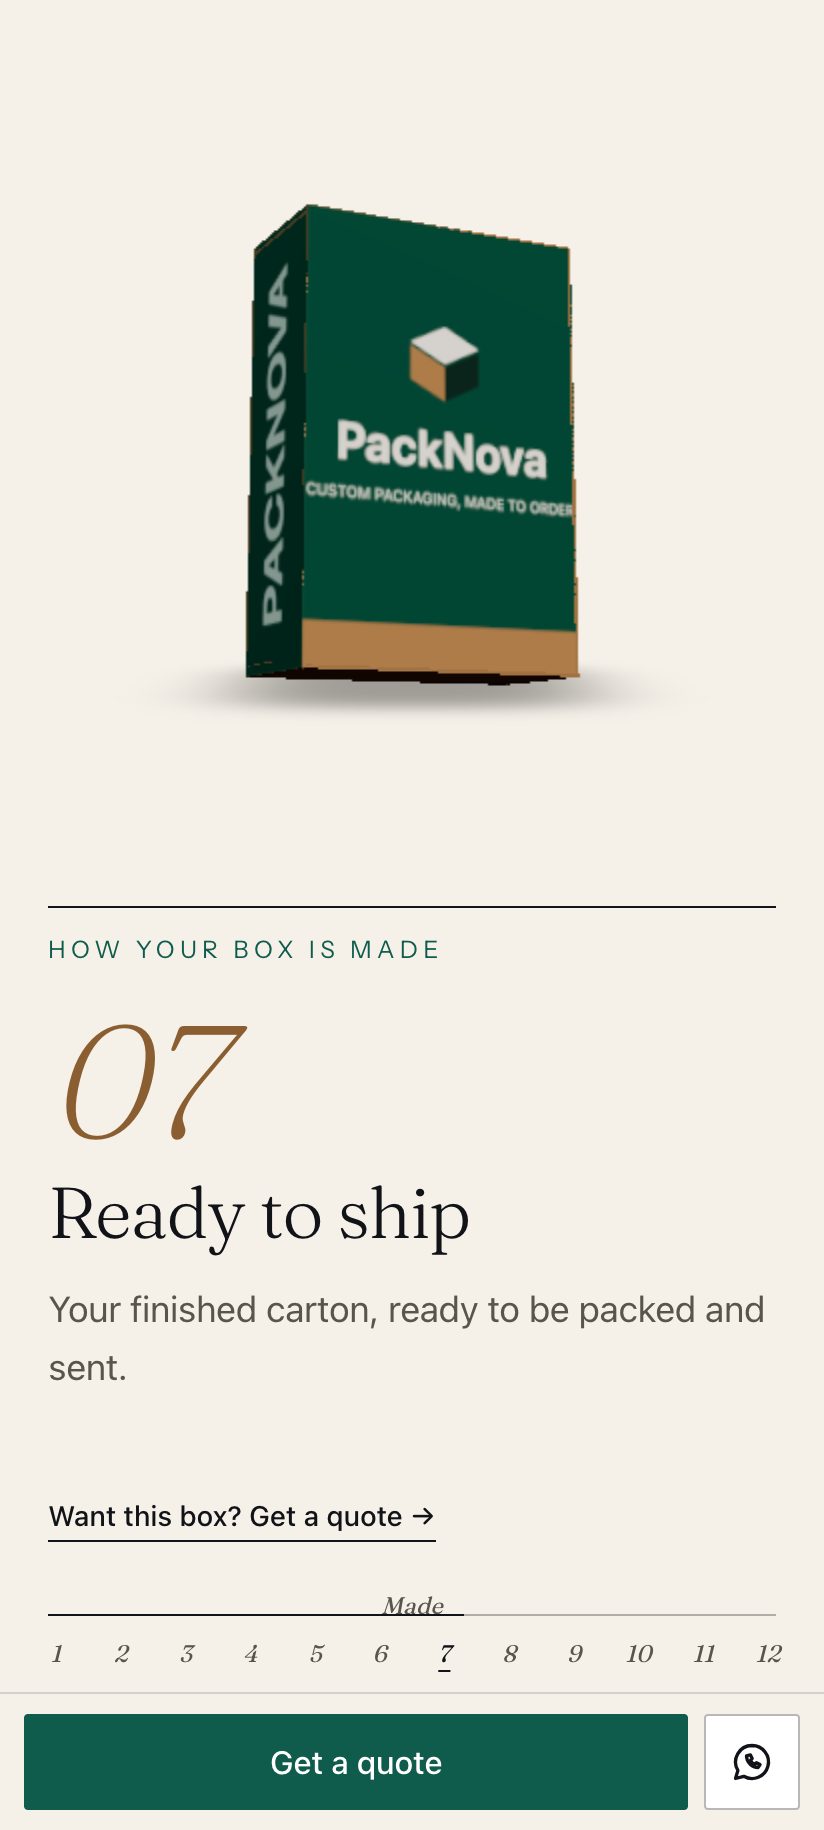 PACKNOVA
PackNova
CUSTOM PACKAGING, MADE TO ORDER
HOW YOUR BOX IS MADE
07
Ready to ship
Your finished carton, ready to be packed and
sent.
Want this box? Get a quote →
Made
1 2 3 4 5 6 7 8 9 10 11 12
Get a quote